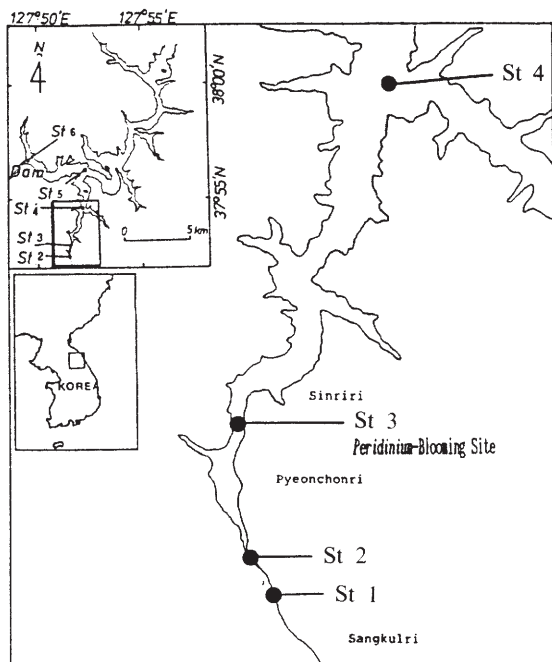 127°50'E 127°55'E
N
4
38°00'N
37°55'N
St 6
Dam
St 5
St 4
St 3
St 2
0 5 km
KOREA
St 4
Sinriri
St 3
Peridinium-Blooming Site
Pyeonchonri
St 2
St 1
Sangkulri